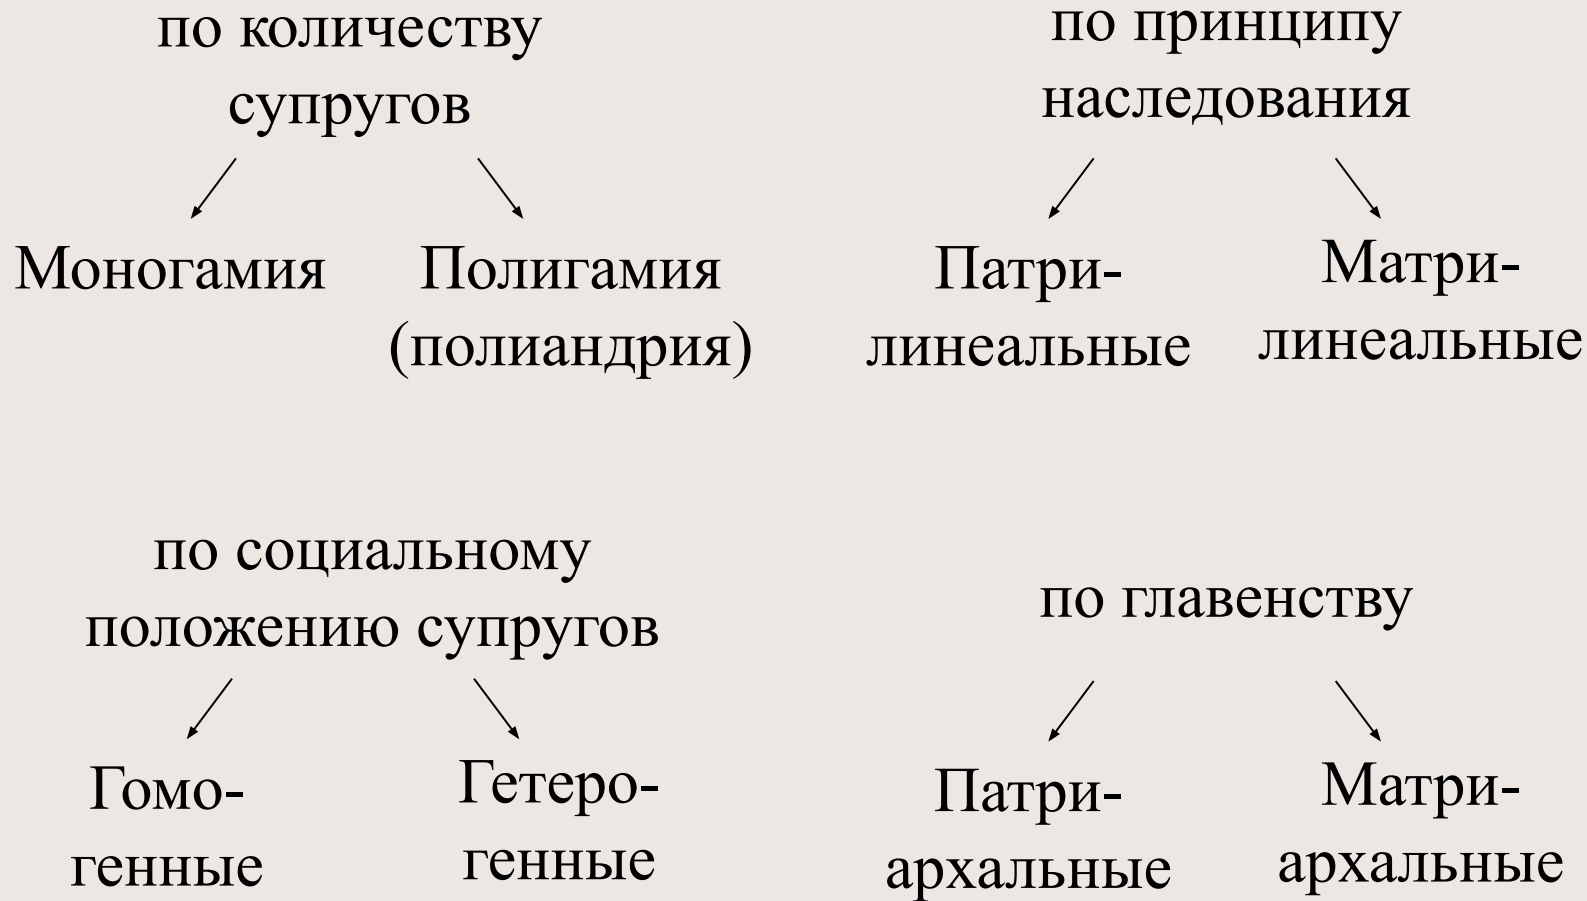 по количеству
супругов
Моногамия
Полигамия
(полиандрия)
по принципу
наследования
Патри-
линеальные
Матри-
линеальные
по социальному
положению супругов
Гомо-
генные
Гетеро-
генные
по главенству
Патри-
архальные
Матри-
архальные